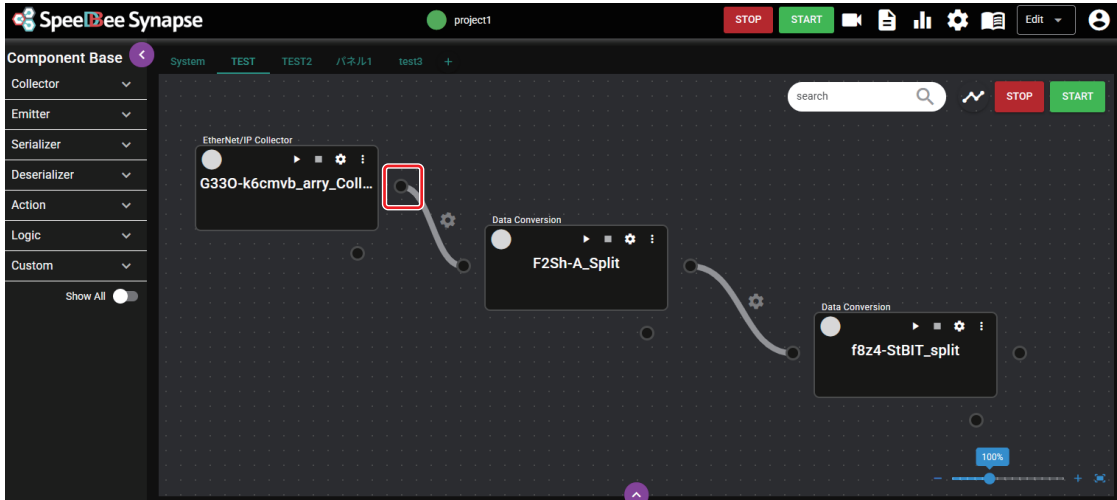 SpeeDBee Synapse
project1
STOP
START
Edit
Component Base
System
TEST
TEST2
パネル1
test3
+
Collector
Emitter
Serializer
Deserializer
Action
Logic
Custom
Show All
search
STOP
START
EtherNet/IP Collector
G33O-k6cmvb_arry_Coll...
Data Conversion
F2Sh-A_Split
Data Conversion
f8z4-StBIT_split
100%